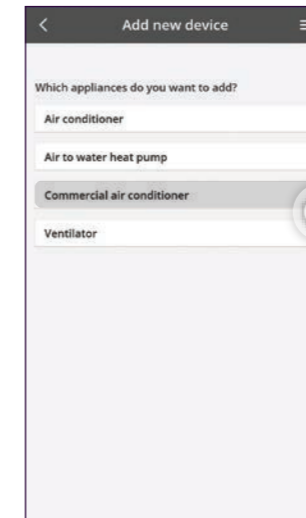 Add new device
Which appliances do you want to add?
Air conditioner
Air to water heat pump
Commercial air conditioner
Ventilator